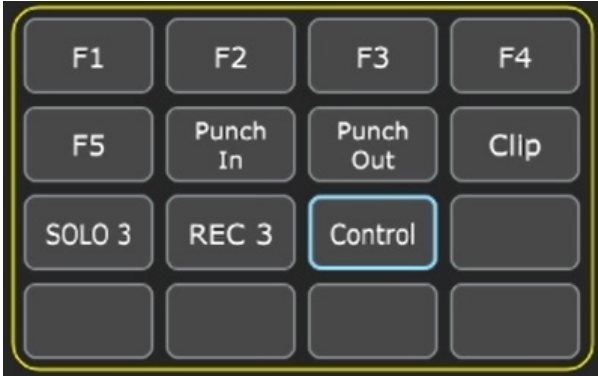 F1 F2 F3 F4
F5 Punch In Punch Out Clip
SOLO 3 REC 3 Control